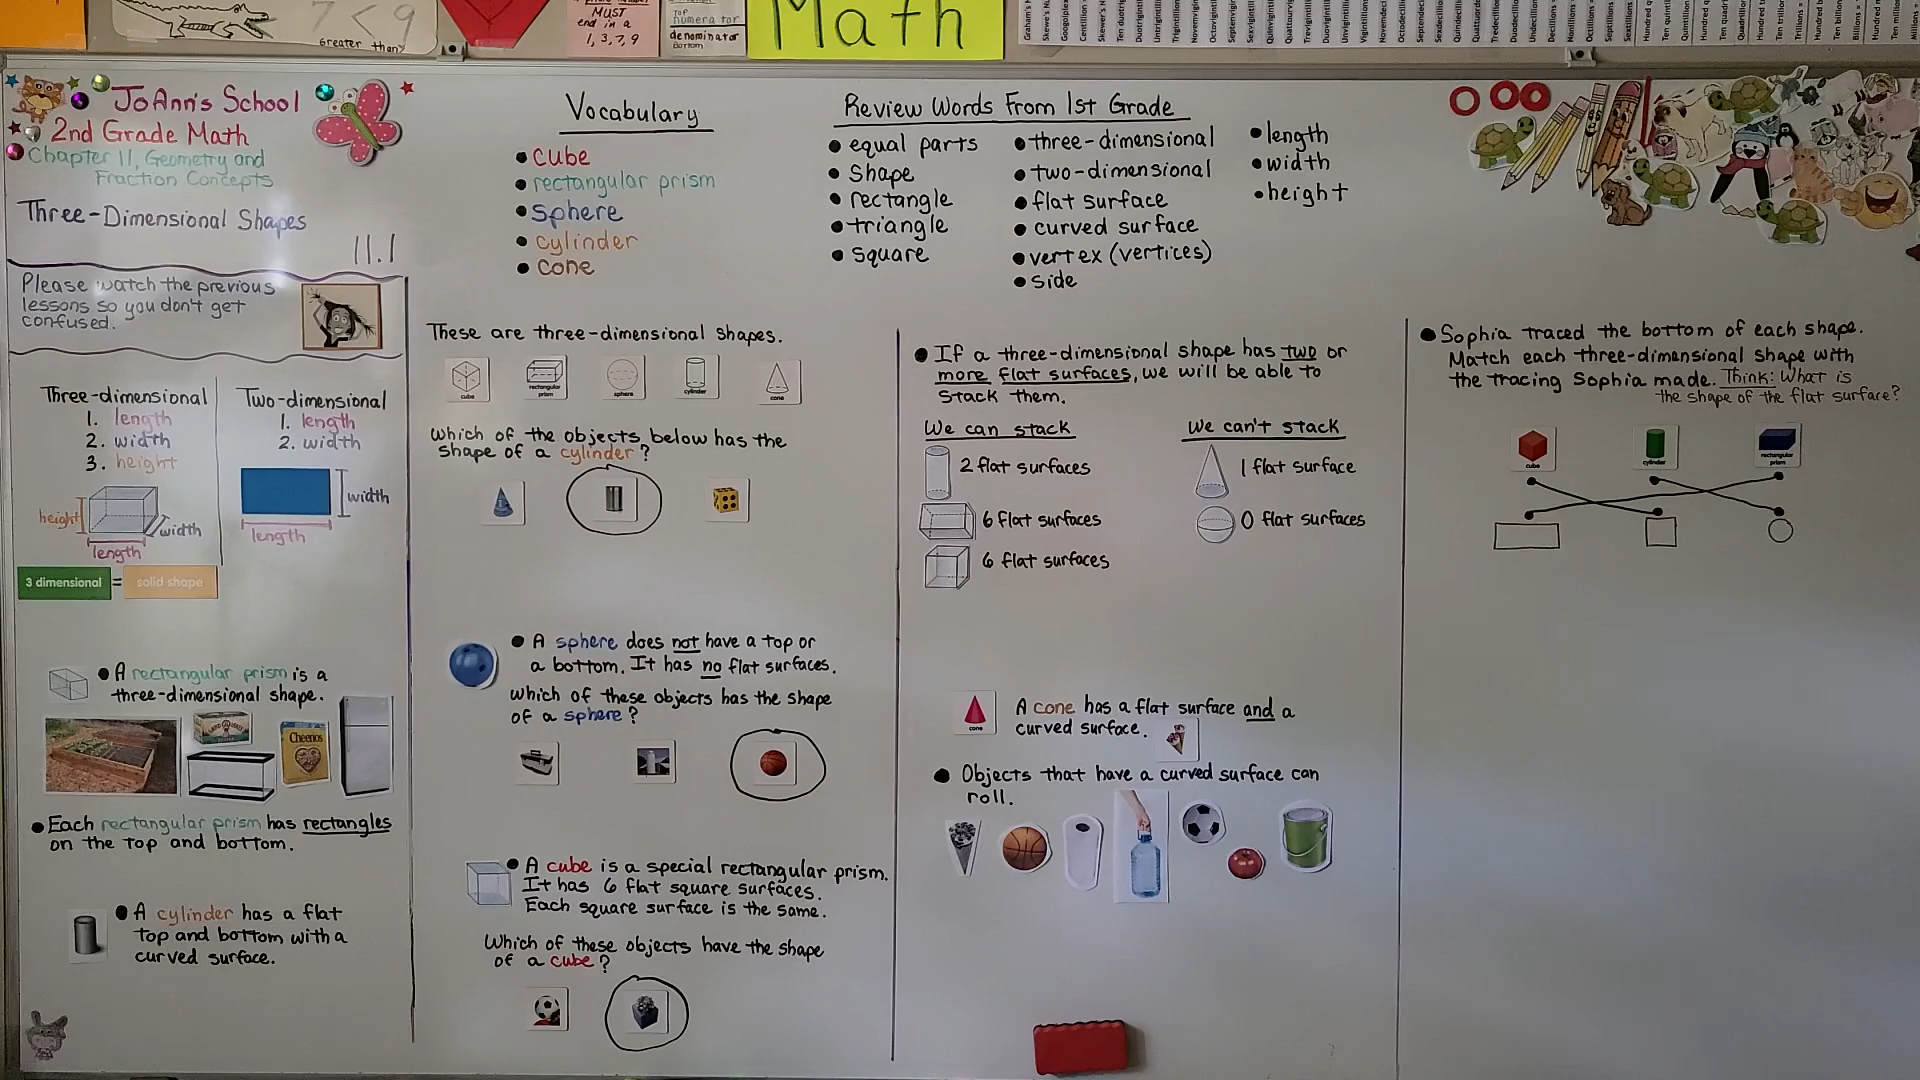 7 < 9
Greater than
MUST
end in a
1, 3, 7, 9
Top
numerator
denominator
Bottom
Math
JoAnn's School
2nd Grade Math
Chapter 11, Geometry and
Fraction Concepts
Three-Dimensional Shapes
11.1
Please watch the previous
lessons so you don't get
confused.
Three-dimensional
1. length
2. width
3. height
height
width
length
Two-dimensional
1. length
2. width
width
length
3 dimensional = solid shape
A rectangular prism is a
three-dimensional shape.
Cheerios
Each rectangular prism has rectangles
on the top and bottom.
A cylinder has a flat
top and bottom with a
curved surface.
Vocabulary
cube
rectangular prism
sphere
cylinder
cone
Review Words From 1st Grade
equal parts
Shape
rectangle
triangle
square
three-dimensional
two-dimensional
flat surface
curved surface
vertex (vertices)
side
length
width
height
These are three-dimensional shapes.
cube
rectangular
prism
sphere
cylinder
cone
Which of the objects below has the
shape of a cylinder?
A sphere does not have a top or
a bottom. It has no flat surfaces.
Which of these objects has the shape
of a sphere?
A cube is a special rectangular prism.
It has 6 flat square surfaces.
Each square surface is the same.
Which of these objects have the shape
of a cube?
If a three-dimensional shape has two or
more flat surfaces, we will be able to
stack them.
We can stack
2 flat surfaces
6 flat surfaces
6 flat surfaces
We can't stack
1 flat surface
0 flat surfaces
cone
A cone has a flat surface and a
curved surface.
Objects that have a curved surface can
roll.
Sophia traced the bottom of each shape.
Match each three-dimensional shape with
the tracing Sophia made. Think: What is
the shape of the flat surface?
cube
cylinder
rectangular
prism